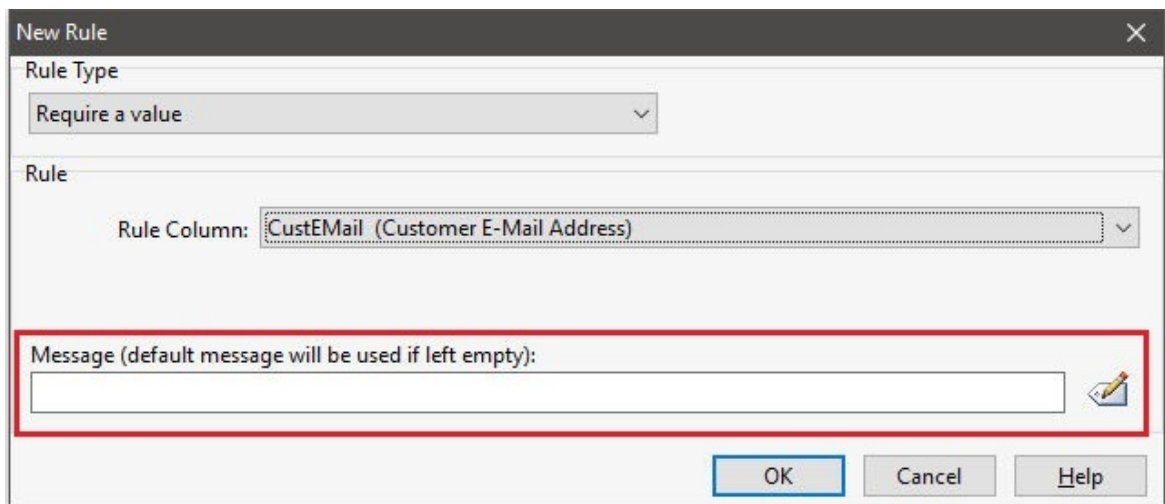 New Rule
Rule Type
Require a value
Rule
Rule Column: CustEMail (Customer E-Mail Address)
Message (default message will be used if left empty):
OK Cancel Help